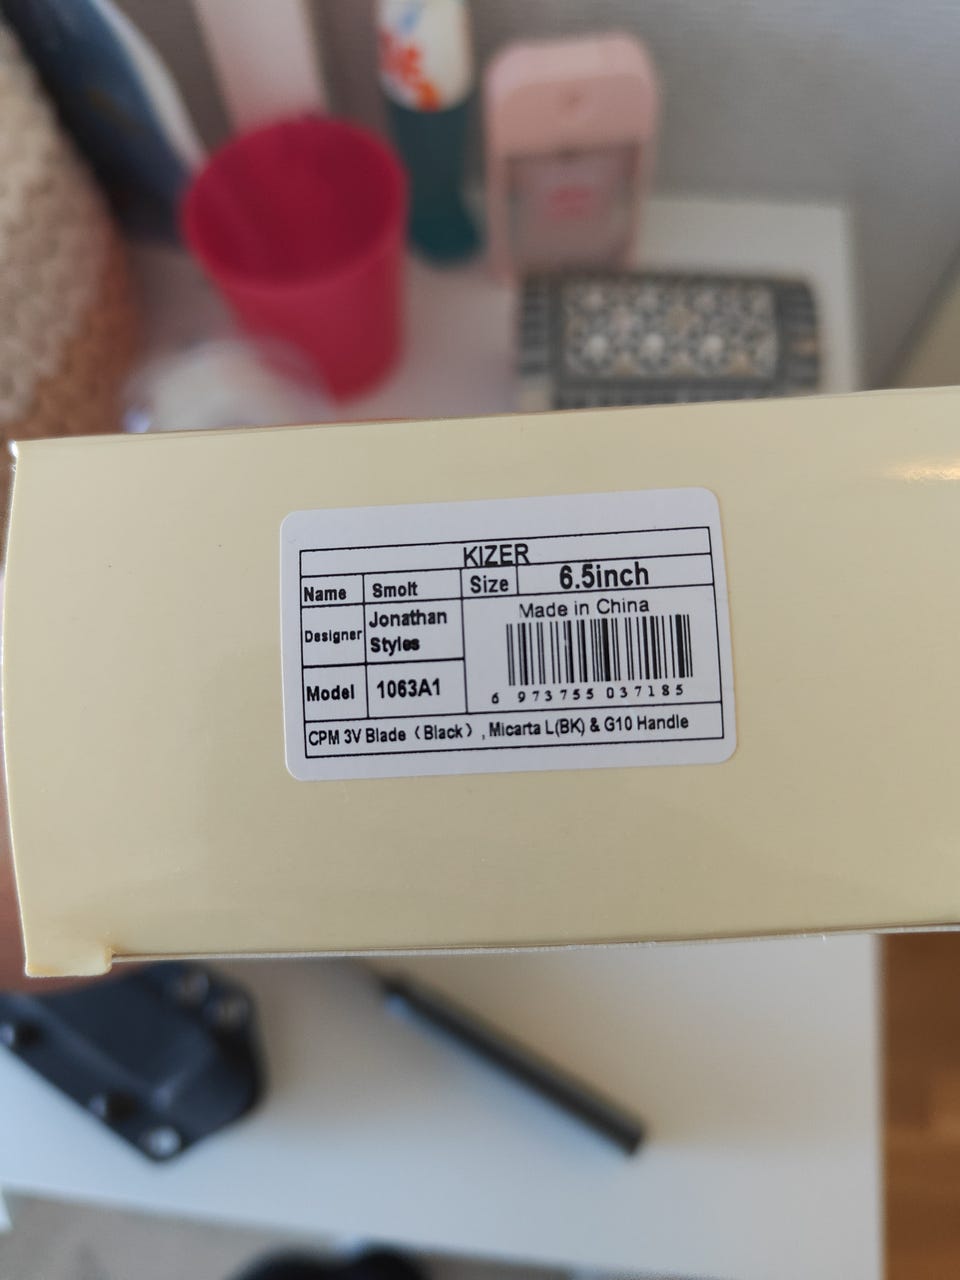 KIZER
Name Smolt Size 6.5inch
Designer Jonathan Styles
Made in China
6 973755 037185
Model 1063A1
CPM 3V Blade（Black）, Micarta L(BK) & G10 Handle